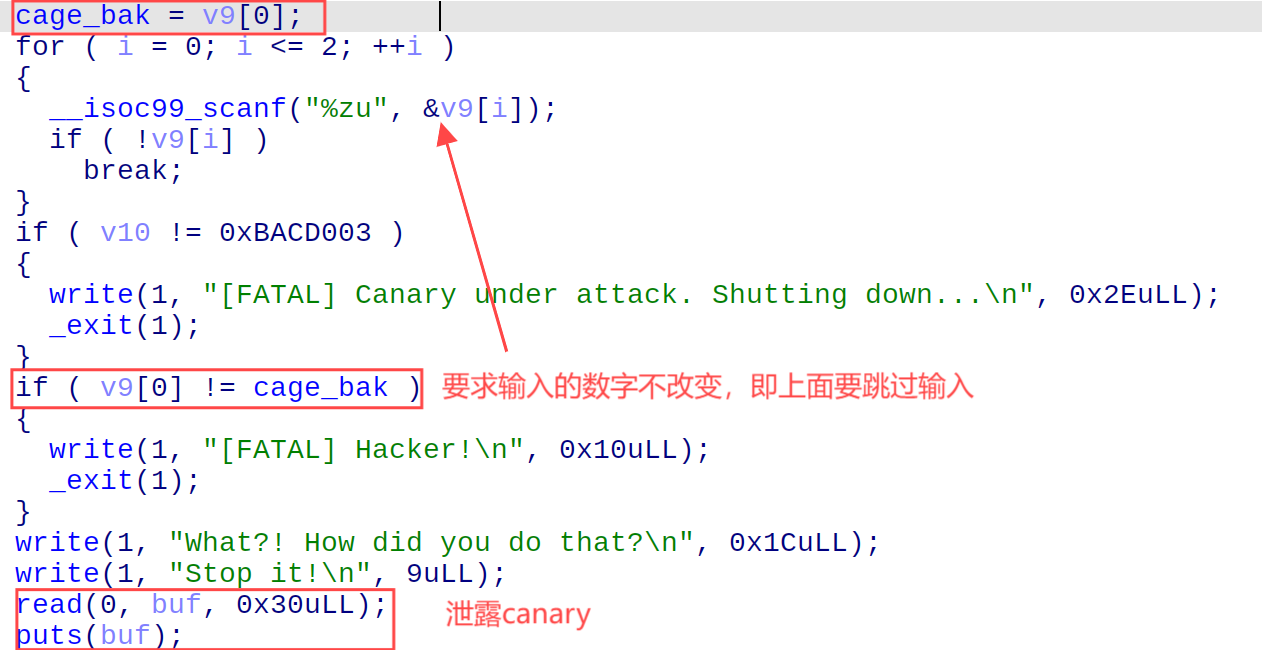 cage_bak = v9[0];
for ( i = 0; i <= 2; ++i )
{
  __isoc99_scanf("%zu", &v9[i]);
  if ( !v9[i] )
    break;
}
if ( v10 != 0xBACD003 )
{
  write(1, "[FATAL] Canary under attack. Shutting down...\n", 0x2EuLL);
  _exit(1);
}
if ( v9[0] != cage_bak ) 要求输入的数字不改变，即上面要跳过输入
{
  write(1, "[FATAL] Hacker!\n", 0x10uLL);
  _exit(1);
}
write(1, "What?! How did you do that?\n", 0x1CuLL);
write(1, "Stop it!\n", 9uLL);
read(0, buf, 0x30uLL); 泄露canary
puts(buf);